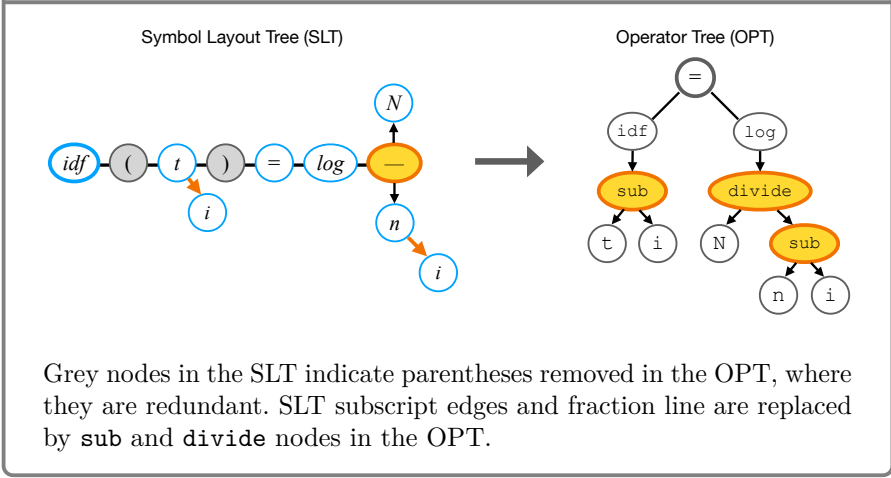 Symbol Layout Tree (SLT)
Operator Tree (OPT)
=
N
idf
log
idf ( t ) = log —
sub
divide
i
n
t
i
N
sub
i
n
i
Grey nodes in the SLT indicate parentheses removed in the OPT, where
they are redundant. SLT subscript edges and fraction line are replaced
by sub and divide nodes in the OPT.